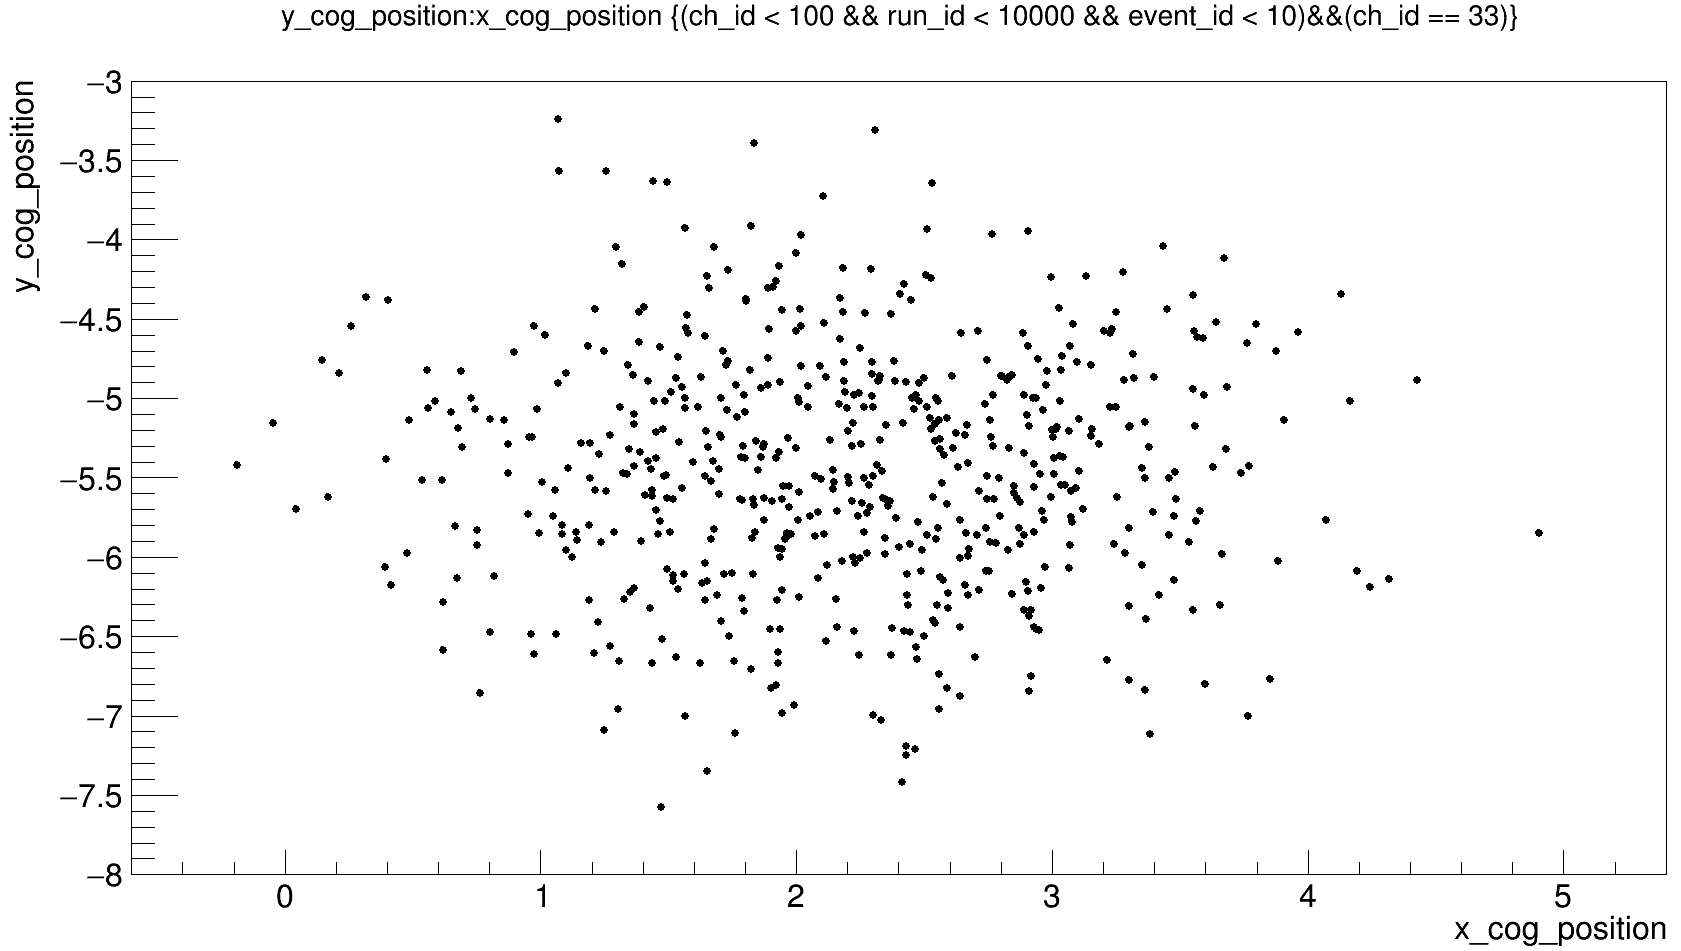 y_cog_position:x_cog_position {(ch_id < 100 && run_id < 10000 && event_id < 10)&&(ch_id == 33)}
y_cog_position
−3
−3.5
−4
−4.5
−5
−5.5
−6
−6.5
−7
−7.5
−8
0 1 2 3 4 5
x_cog_position